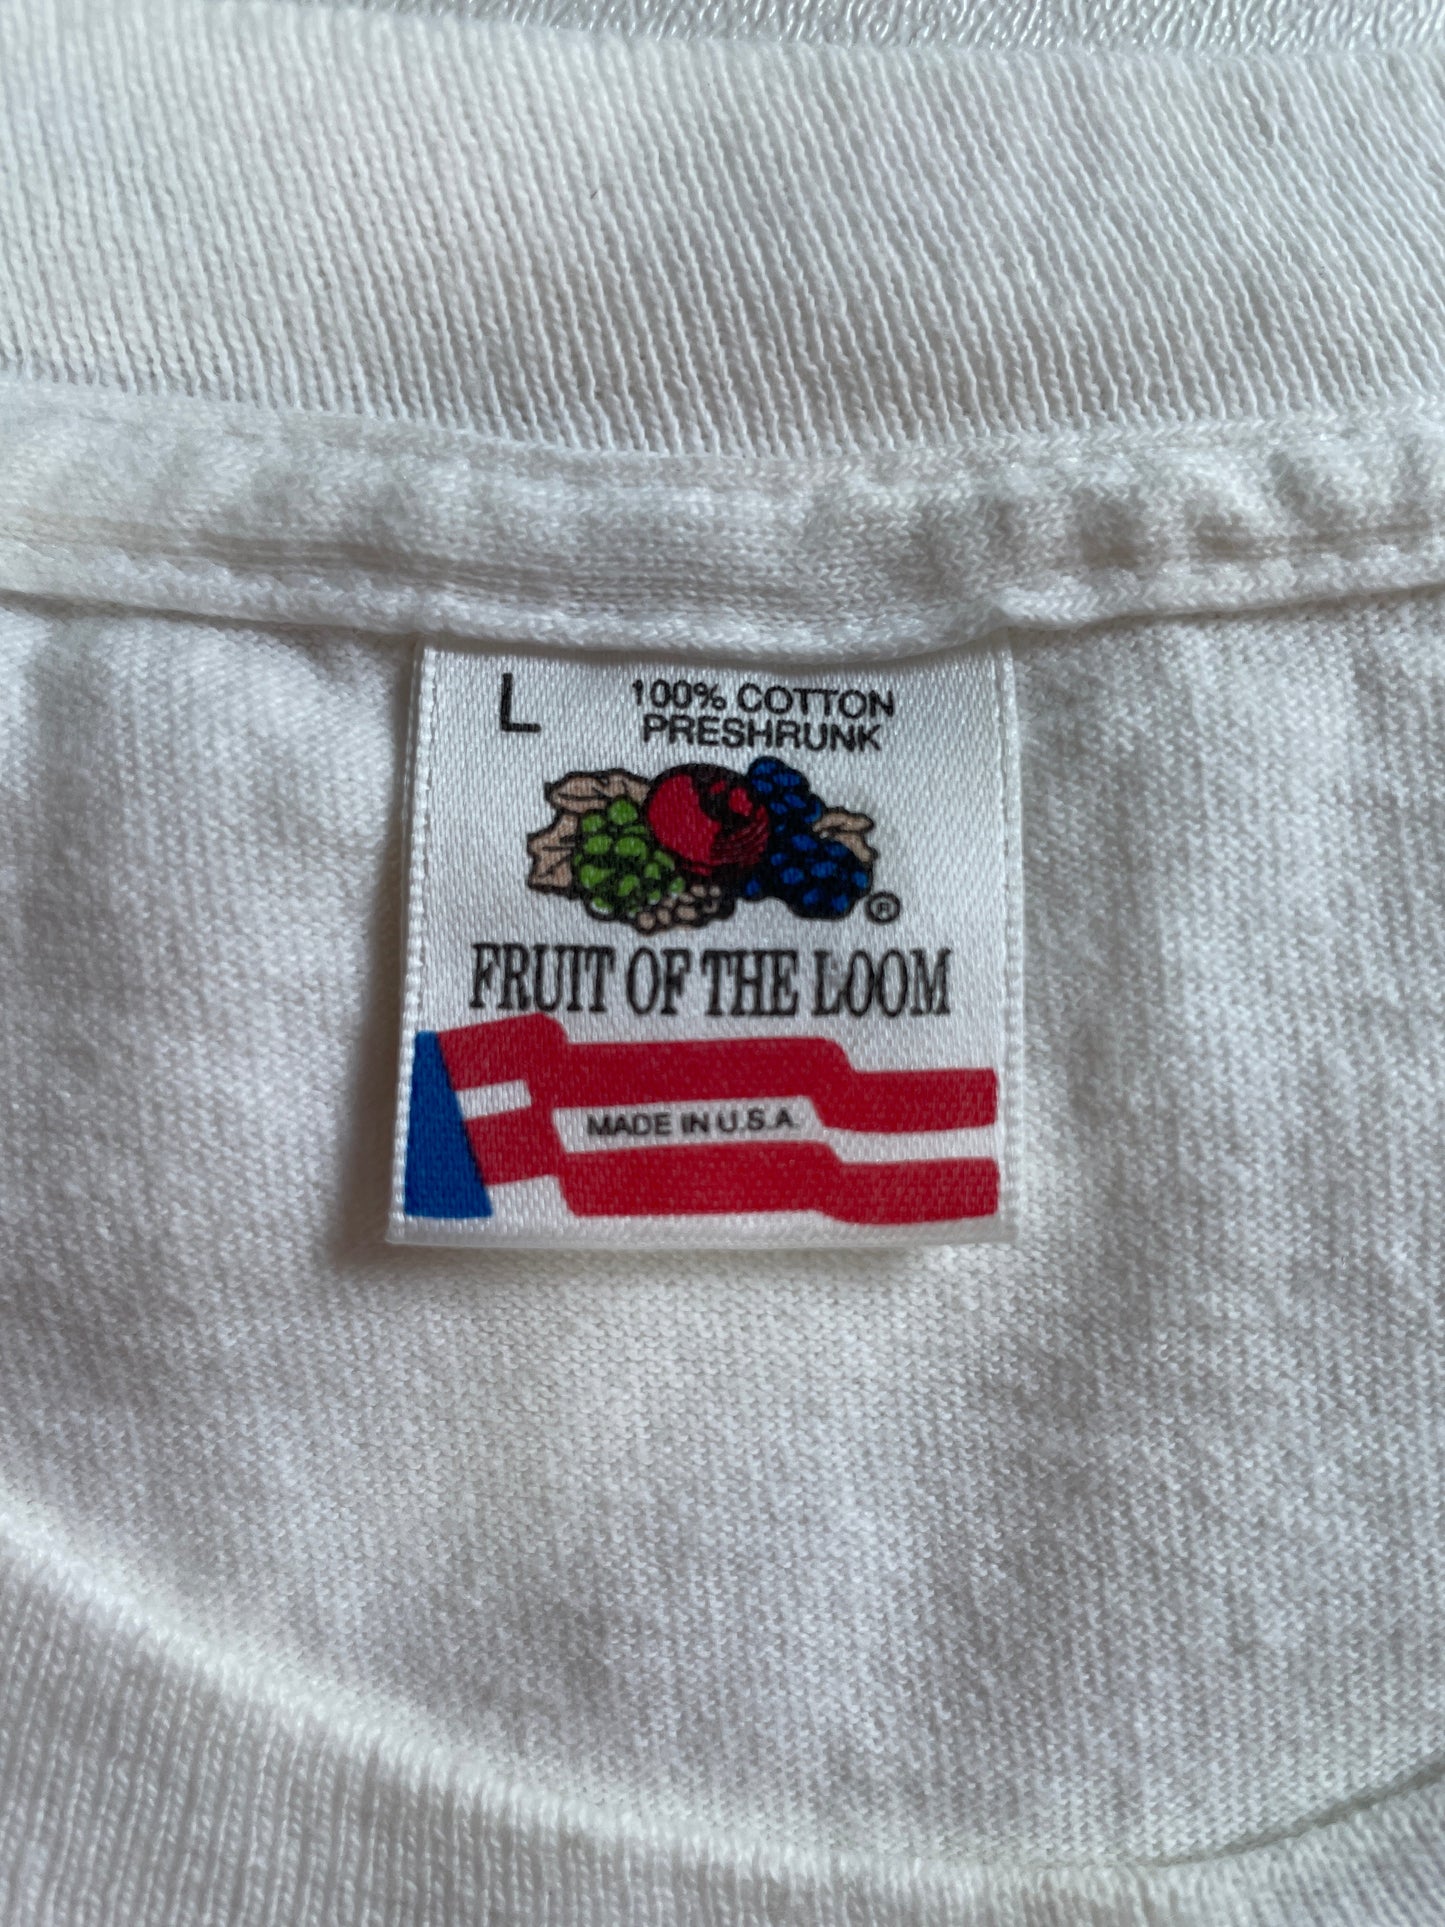 L
100% COTTON
PRESHRUNK
®
FRUIT OF THE LOOM
MADE IN U.S.A.